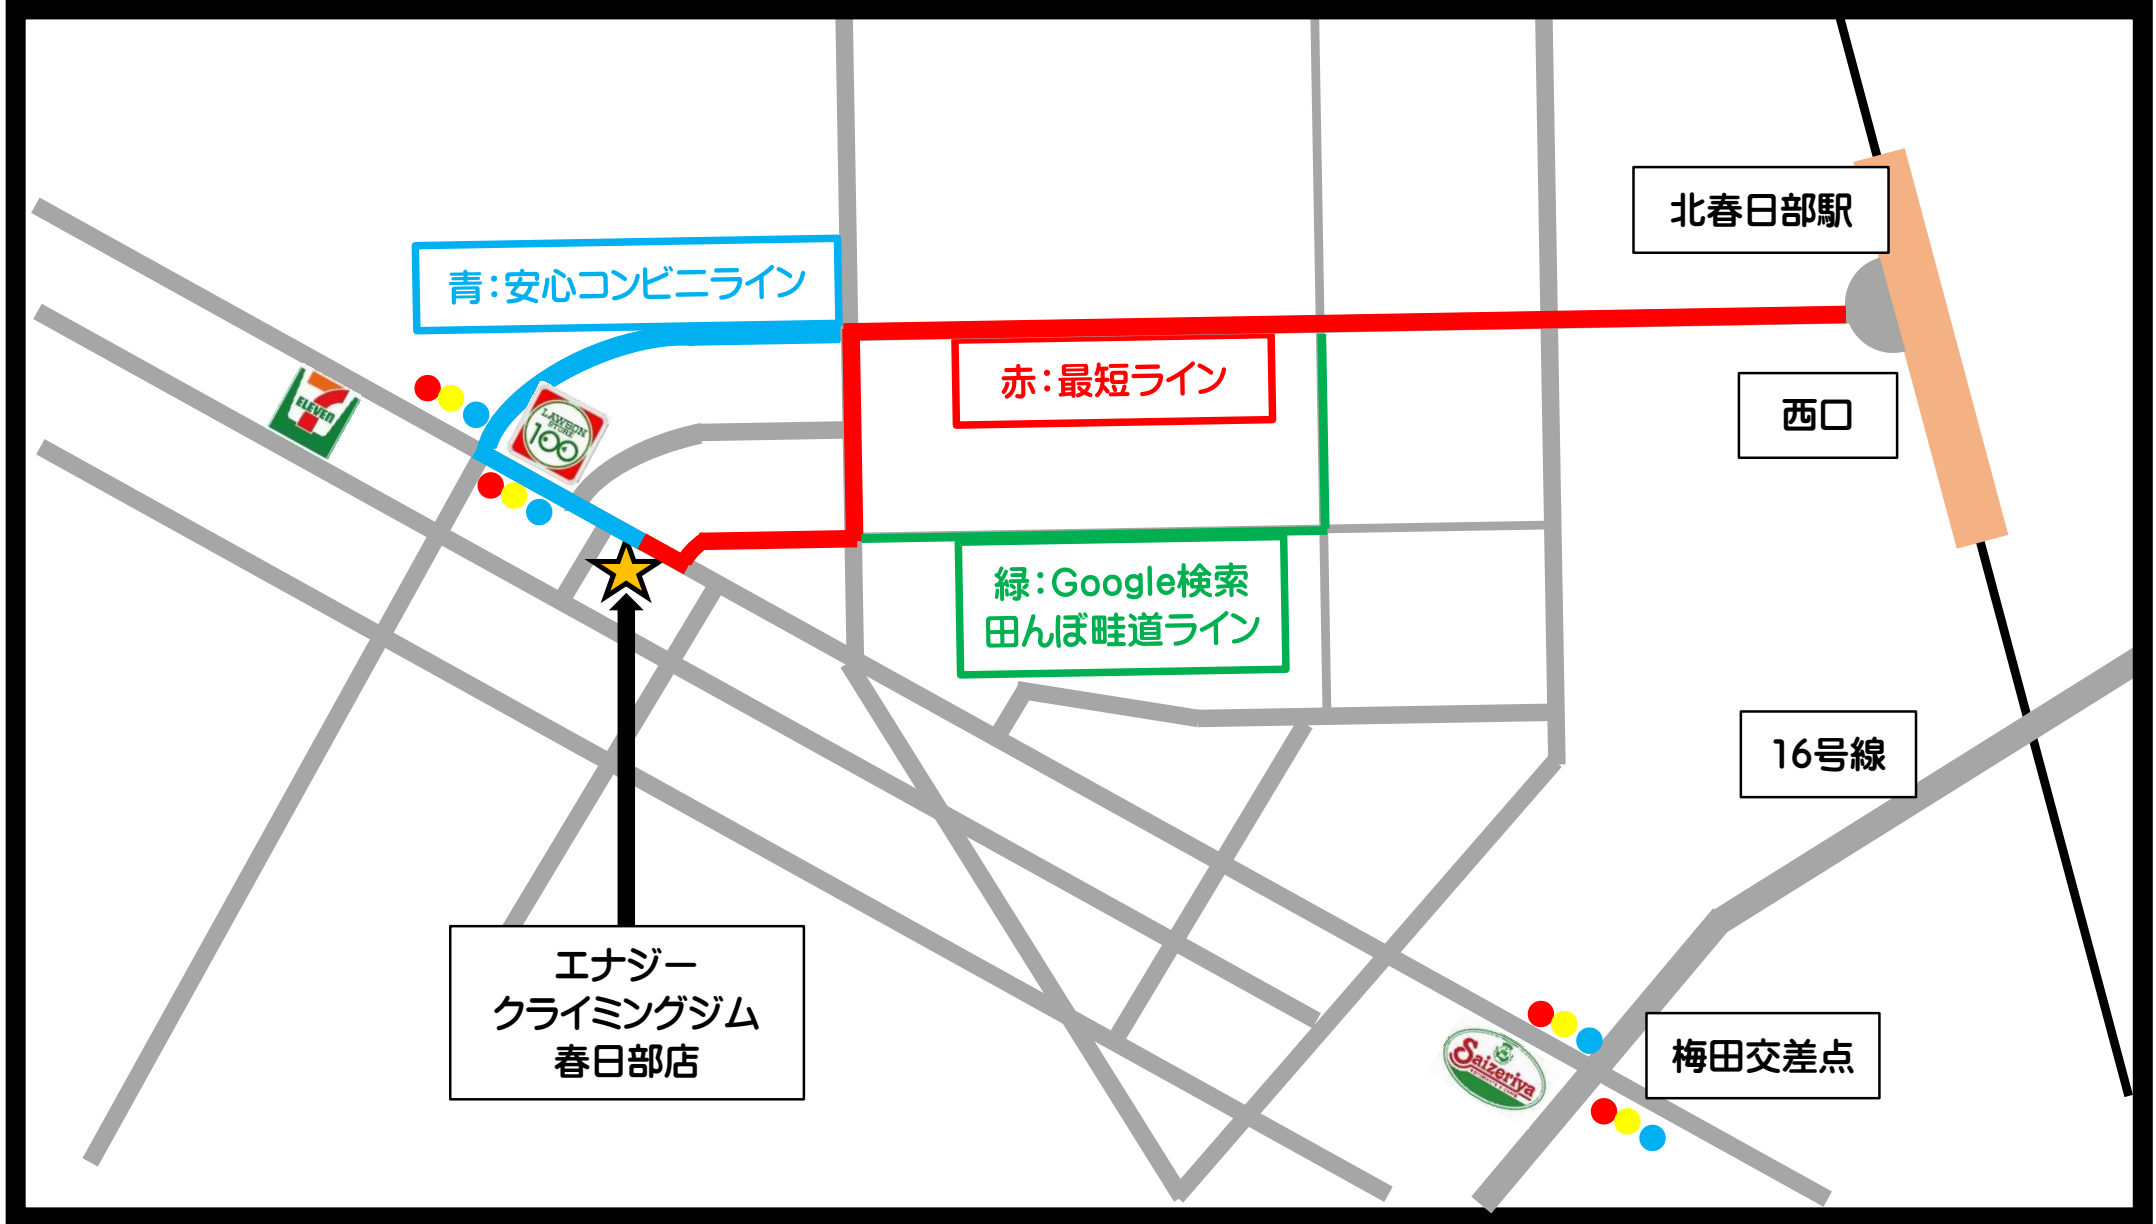 北春日部駅
青：安心コンビニライン
赤：最短ライン
西口
ELEVEN
LAWSON
STORE
100
緑：Google検索
田んぼ畦道ライン
16号線
エナジー
クライミングジム
春日部店
Saizeriya
梅田交差点